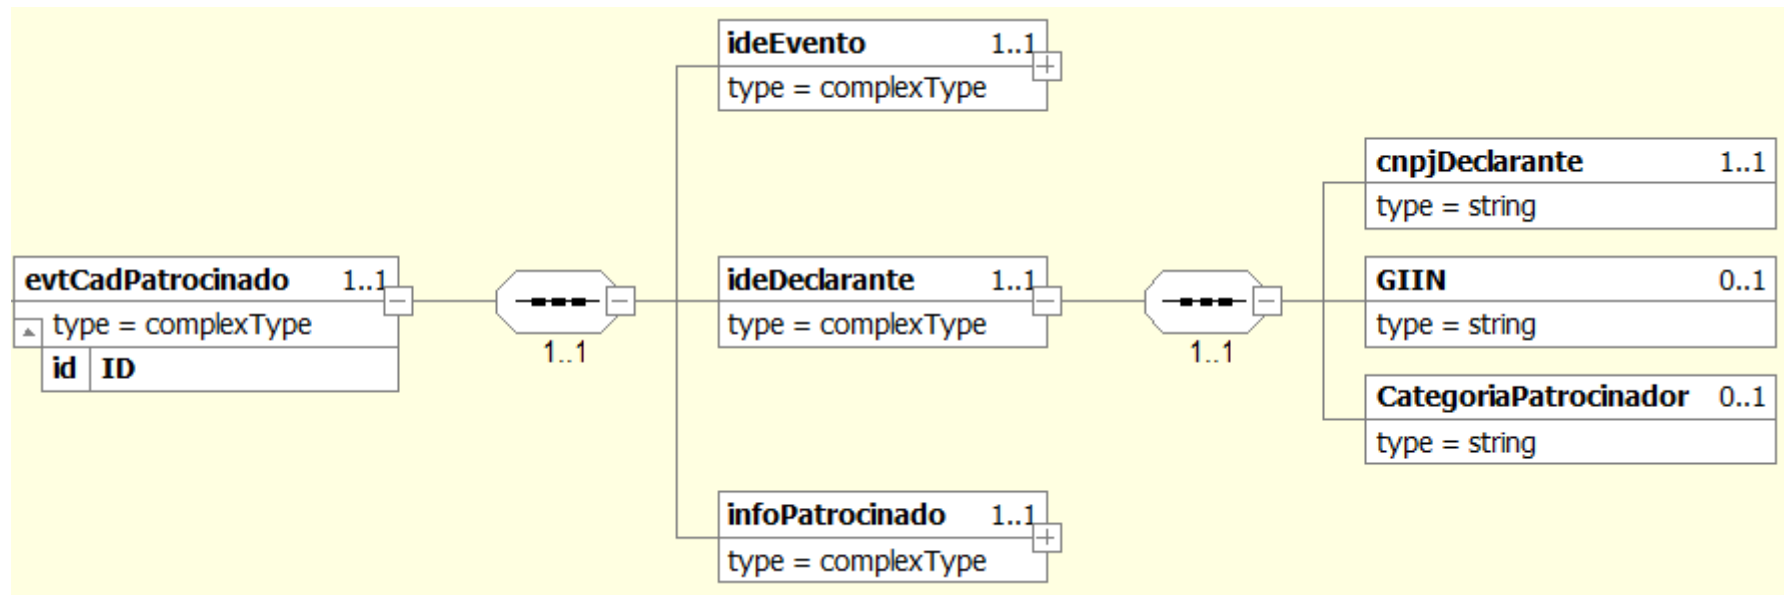 evtCadPatrocinado 1..1
type = complexType
id ID
1..1
ideEvento 1..1
type = complexType
ideDeclarante 1..1
type = complexType
1..1
cnpjDeclarante 1..1
type = string
GIIN 0..1
type = string
CategoriaPatrocinador 0..1
type = string
infoPatrocinado 1..1
type = complexType